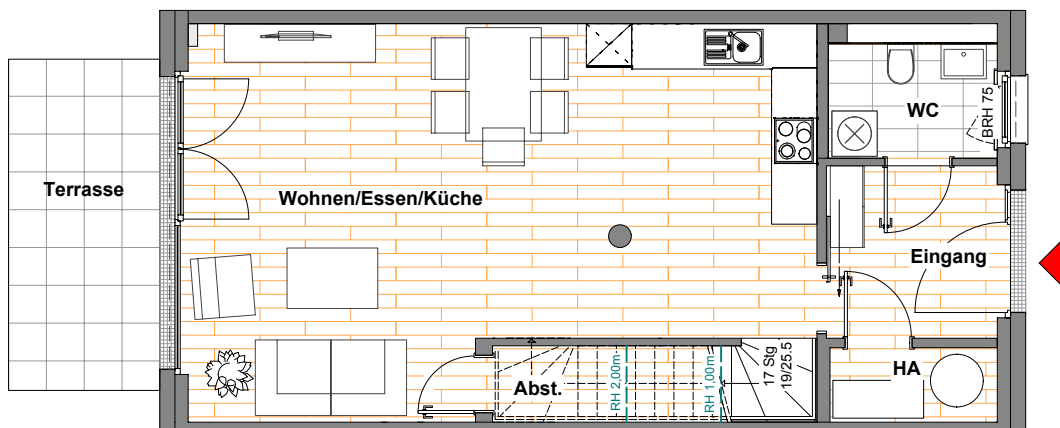 WC
BRH 75
Terrasse
Wohnen/Essen/Küche
Eingang
Abst.
RH 2,00m
RH 1,00m
17 Stg
19/25.5
HA